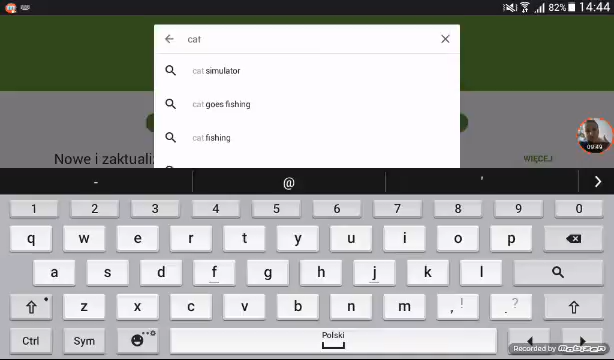 82% 14:44
cat
cat simulator
cat goes fishing
cat fishing
Nowe i zaktuali
WIĘCEJ
09:49
- @ '
1 2 3 4 5 6 7 8 9 0
q w e r t y u i o p
a s d f g h j k l
z x c v b n m , ! . ?
Ctrl Sym Polski
Recorded by mobizen